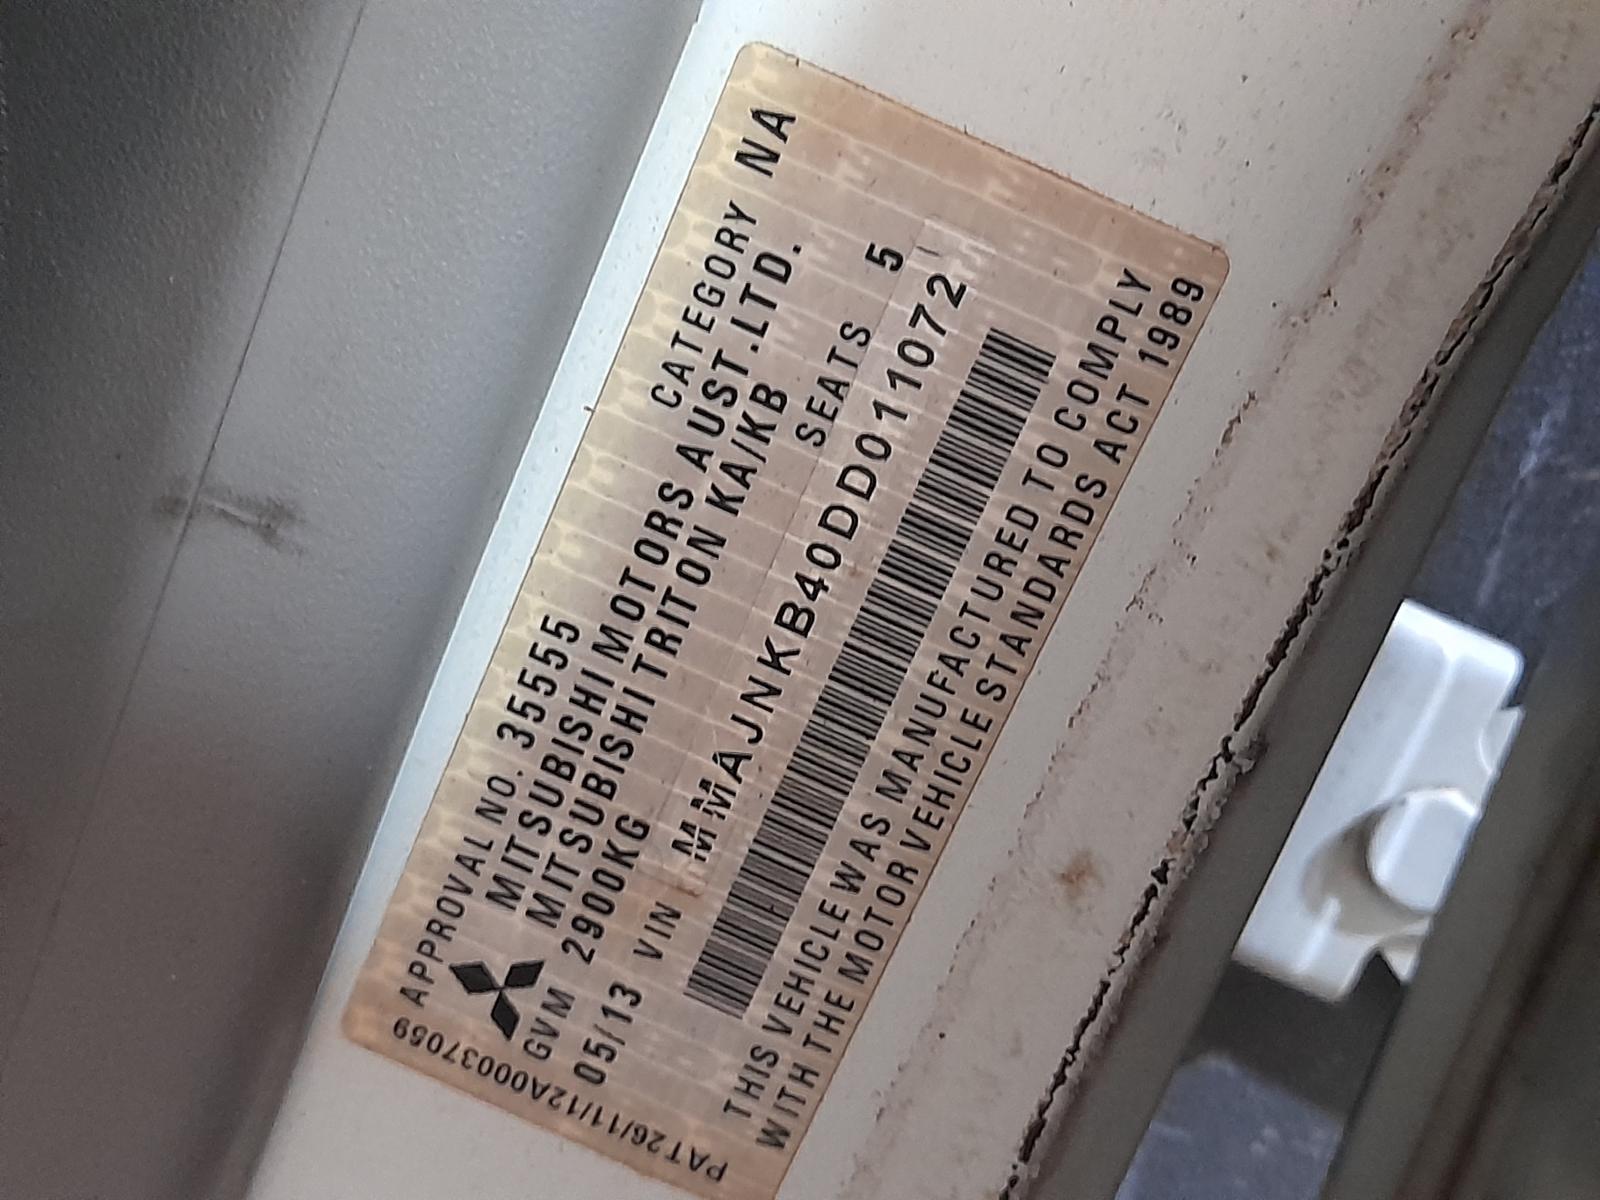 APPROVAL NO. 35555 CATEGORY NA
MITSUBISHI MOTORS AUST.LTD.
MITSUBISHI TRITON KA/KB
GVM 2900KG SEATS 5
05/13 VIN MMAJNKB40DD011072
THIS VEHICLE WAS MANUFACTURED TO COMPLY
WITH THE MOTOR VEHICLE STANDARDS ACT 1989
PAT26/11/12A00037059